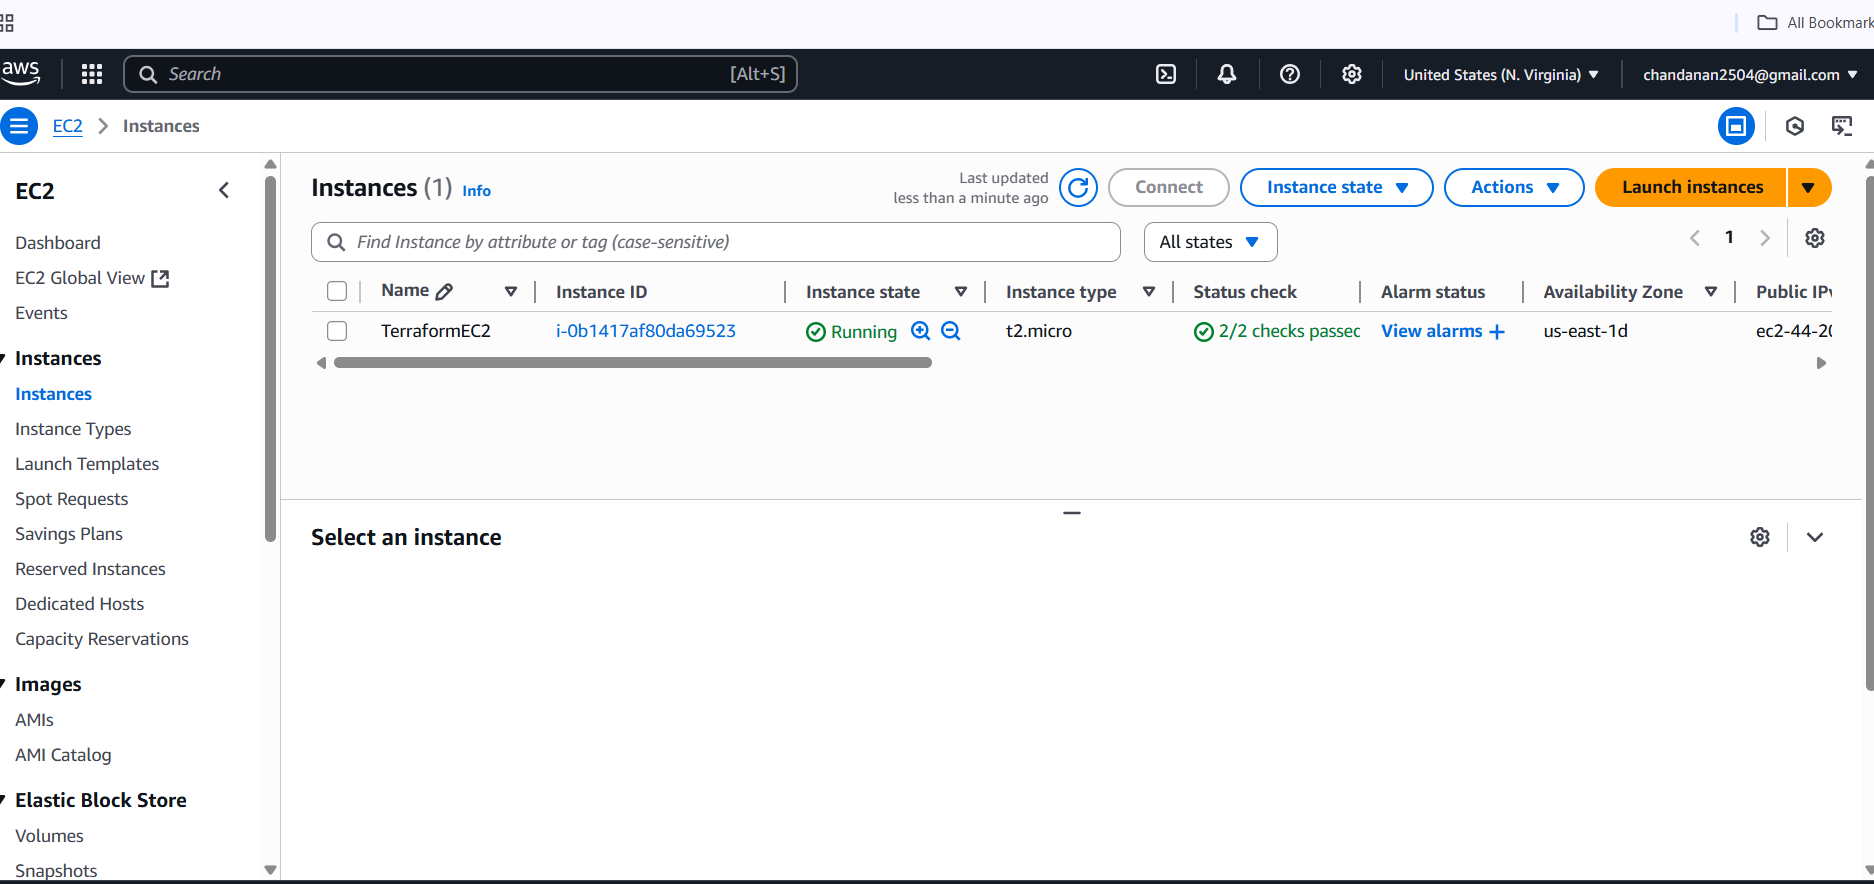 All Bookmark
aws
Search [Alt+S]
United States (N. Virginia)
chandanan2504@gmail.com
EC2 > Instances
EC2
Dashboard
EC2 Global View
Events
Instances
Instances
Instance Types
Launch Templates
Spot Requests
Savings Plans
Reserved Instances
Dedicated Hosts
Capacity Reservations
Images
AMIs
AMI Catalog
Elastic Block Store
Volumes
Snapshots
Instances (1) Info
Last updated
less than a minute ago
Connect
Instance state
Actions
Launch instances
Find Instance by attribute or tag (case-sensitive)
All states
1
Name Instance ID Instance state Instance type Status check Alarm status Availability Zone Public IPv
TerraformEC2 i-0b1417af80da69523 Running t2.micro 2/2 checks passec View alarms + us-east-1d ec2-44-20
Select an instance